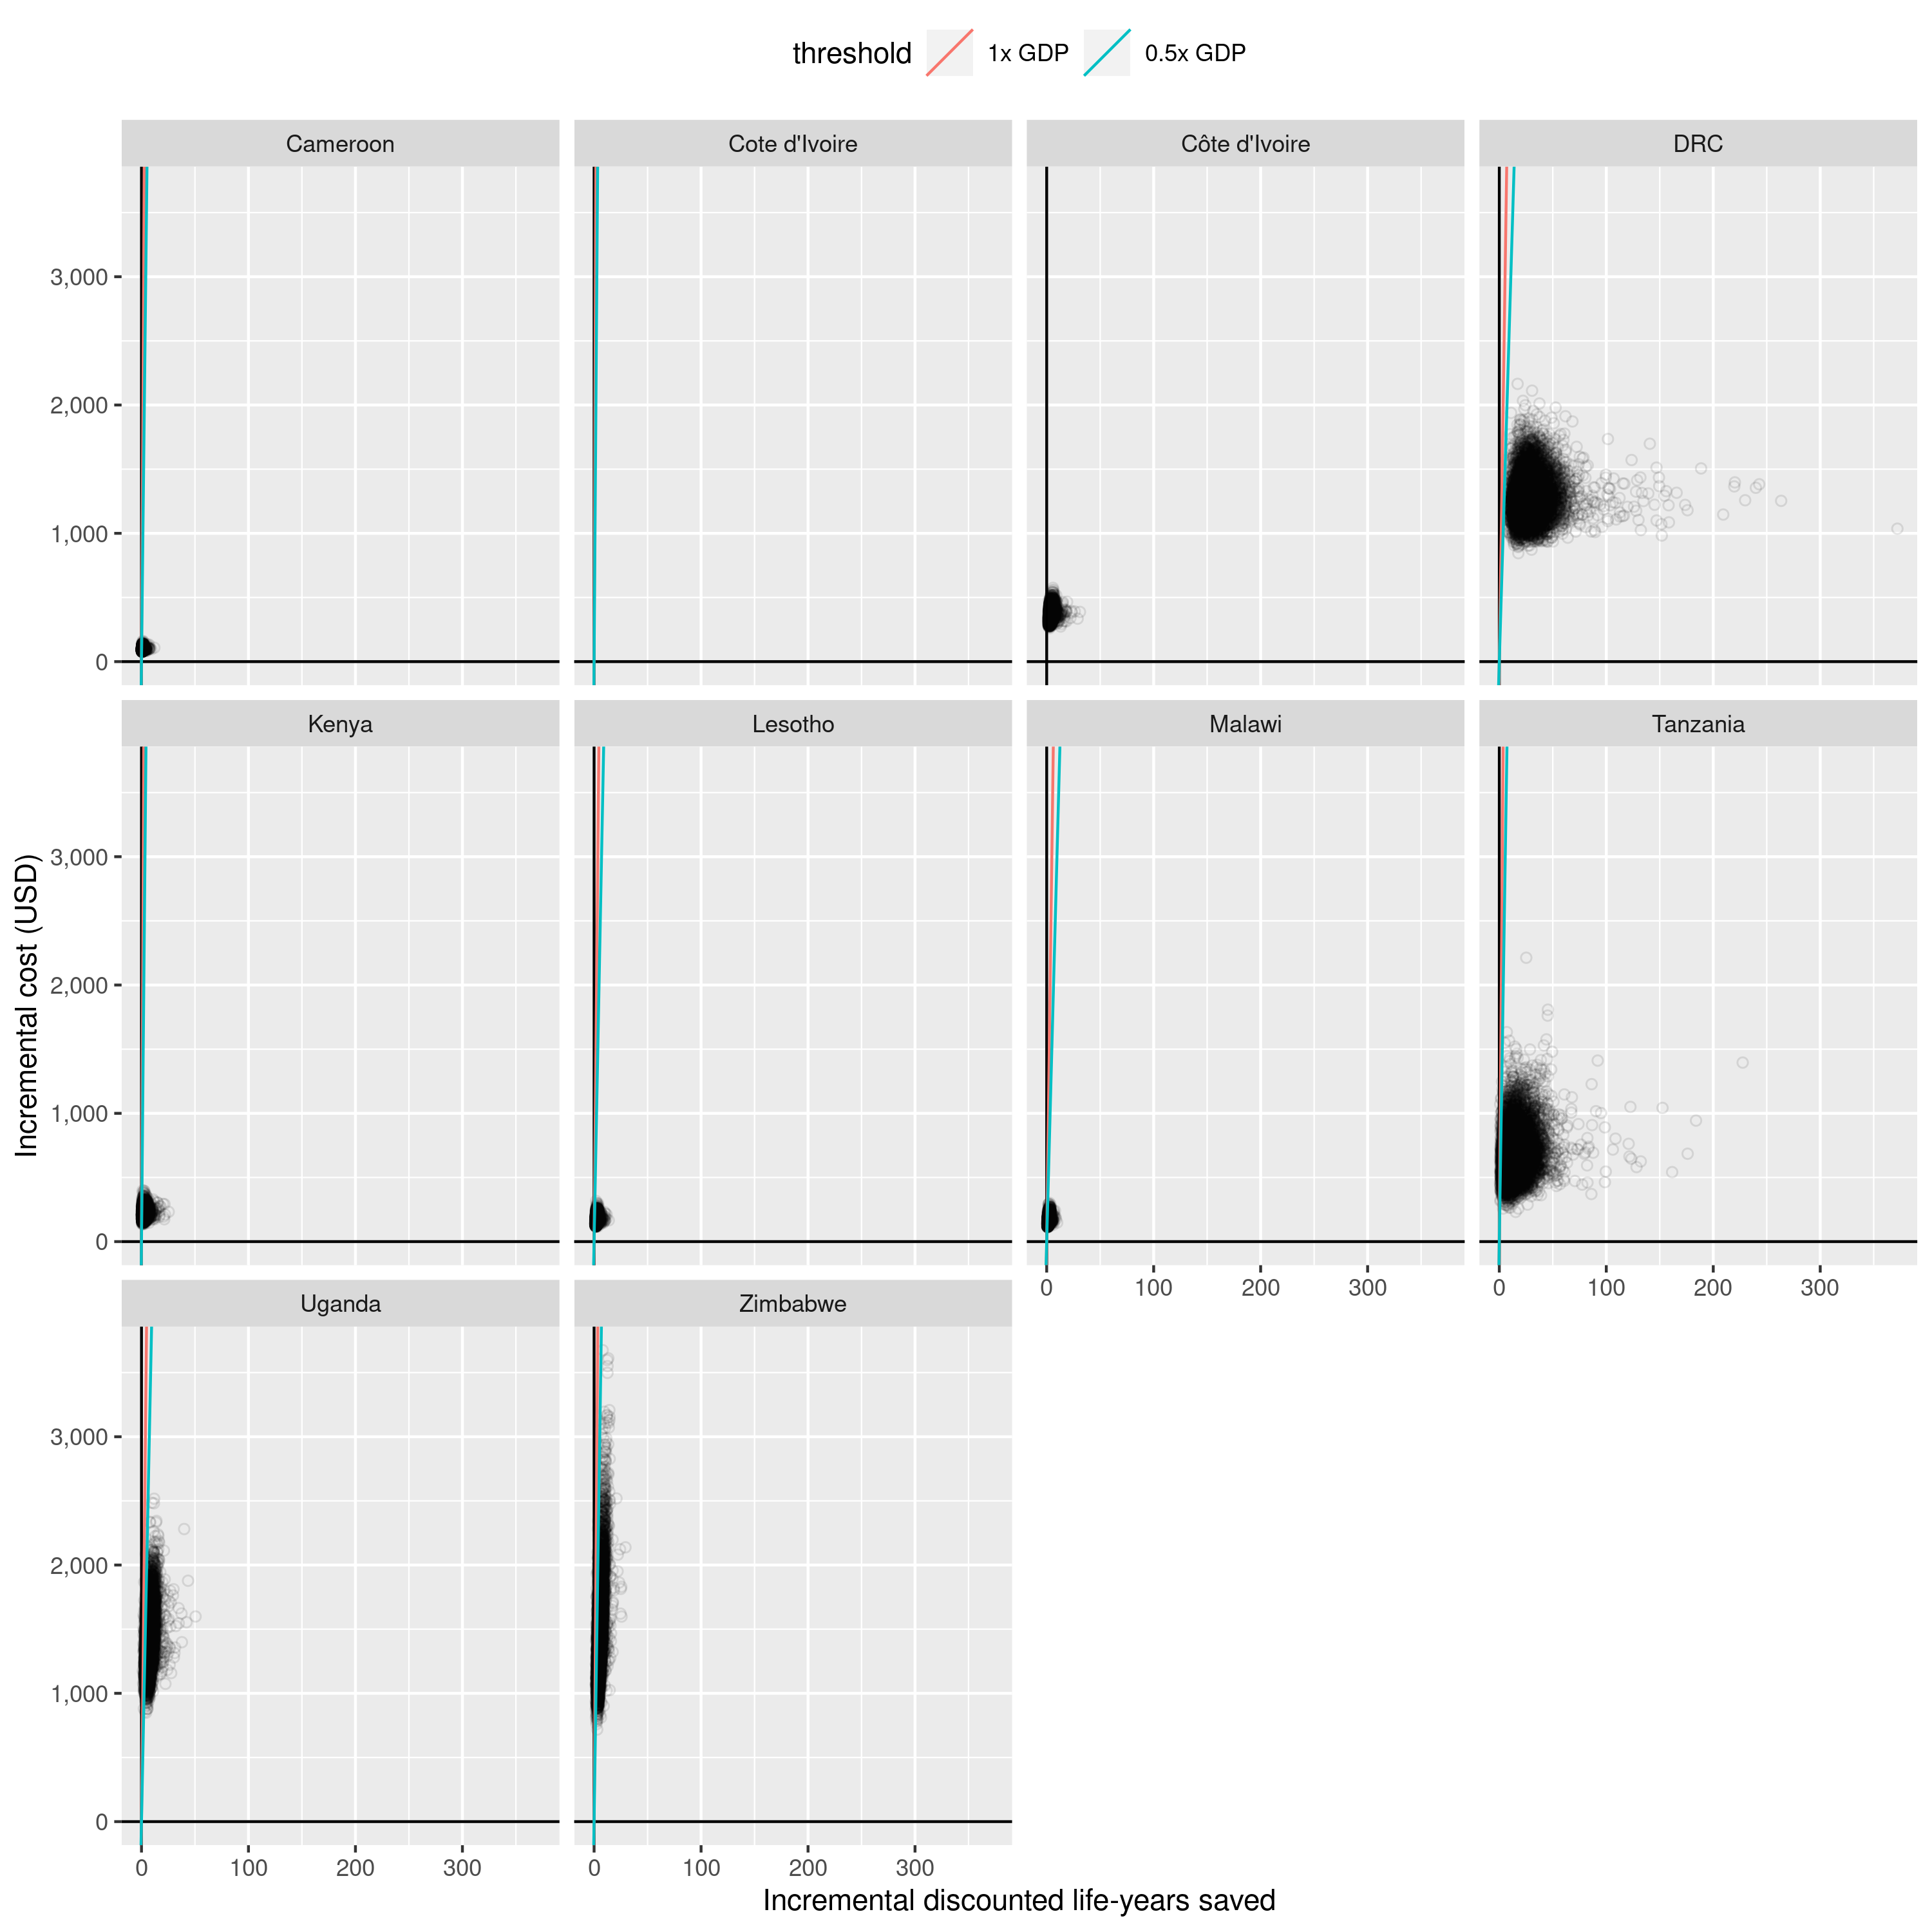 threshold 1x GDP 0.5x GDP
Cameroon Cote d'Ivoire Côte d'Ivoire DRC
3,000
2,000
1,000
0
Kenya Lesotho Malawi Tanzania
3,000
2,000
1,000
0
0 100 200 300 0 100 200 300
Uganda Zimbabwe
3,000
2,000
1,000
0
0 100 200 300 0 100 200 300
Incremental discounted life-years saved
Incremental cost (USD)